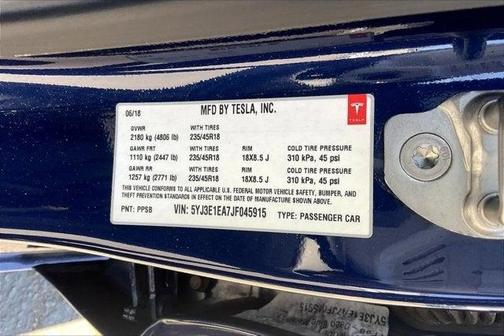 06/18 MFD BY TESLA, INC.
TESLA
GVWR WITH TIRES
2180 kg (4806 lb) 235/45R18
GAWR FRT WITH TIRES RIM COLD TIRE PRESSURE
1110 kg (2447 lb) 235/45R18 18X8.5 J 310 kPa, 45 psi
GAWR RR WITH TIRES RIM COLD TIRE PRESSURE
1257 kg (2771 lb) 235/45R18 18X8.5 J 310 kPa, 45 psi
THIS VEHICLE CONFORMS TO ALL APPLICABLE U.S. FEDERAL MOTOR VEHICLE SAFETY, BUMPER, AND
THEFT PREVENTION STANDARDS IN EFFECT ON THE DATE OF MANUFACTURE SHOWN ABOVE.
PNT: PPSB VIN: 5YJ3E1EA7JF045915 TYPE: PASSENGER CAR